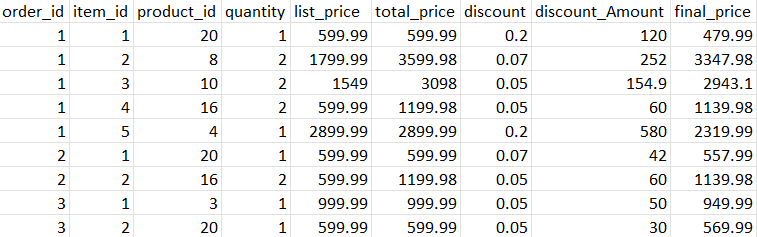 order_id item_id product_id quantity list_price total_price discount discount_Amount final_price
1 1 20 1 599.99 599.99 0.2 120 479.99
1 2 8 2 1799.99 3599.98 0.07 252 3347.98
1 3 10 2 1549 3098 0.05 154.9 2943.1
1 4 16 2 599.99 1199.98 0.05 60 1139.98
1 5 4 1 2899.99 2899.99 0.2 580 2319.99
2 1 20 1 599.99 599.99 0.07 42 557.99
2 2 16 2 599.99 1199.98 0.05 60 1139.98
3 1 3 1 999.99 999.99 0.05 50 949.99
3 2 20 1 599.99 599.99 0.05 30 569.99